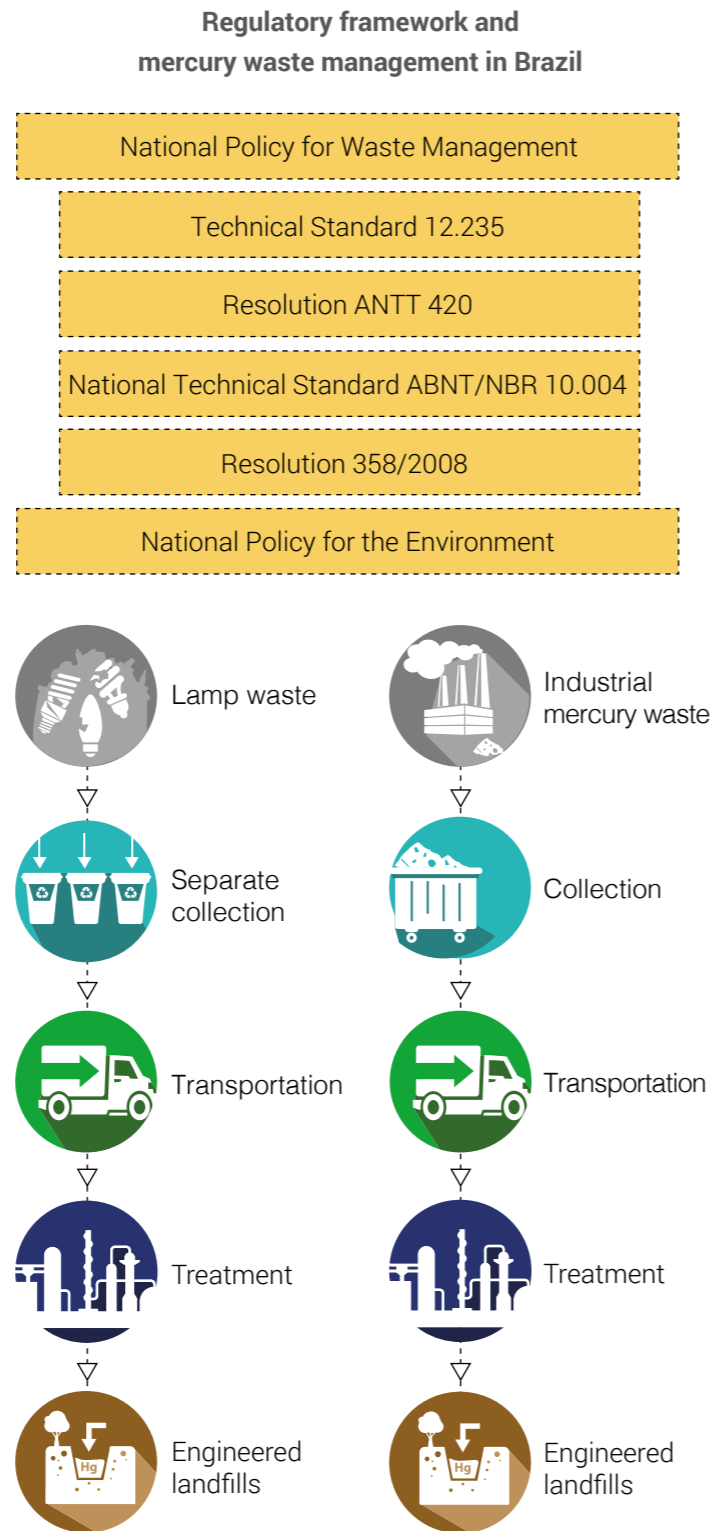 Regulatory framework and
mercury waste management in Brazil
National Policy for Waste Management
Technical Standard 12.235
Resolution ANTT 420
National Technical Standard ABNT/NBR 10.004
Resolution 358/2008
National Policy for the Environment
Lamp waste
Industrial
mercury waste
Separate
collection
Collection
Transportation
Transportation
Treatment
Treatment
Hg
Engineered
landfills
Hg
Engineered
landfills